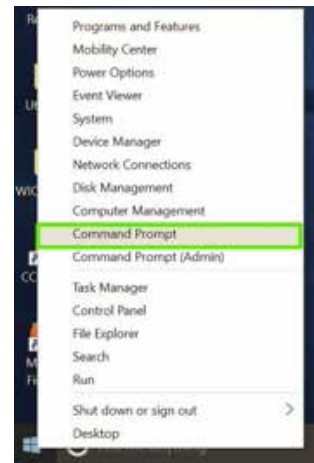 Programs and Features
Mobility Center
Power Options
Event Viewer
System
Device Manager
Network Connections
Disk Management
Computer Management
Command Prompt
Command Prompt (Admin)
Task Manager
Control Panel
File Explorer
Search
Run
Shut down or sign out
Desktop